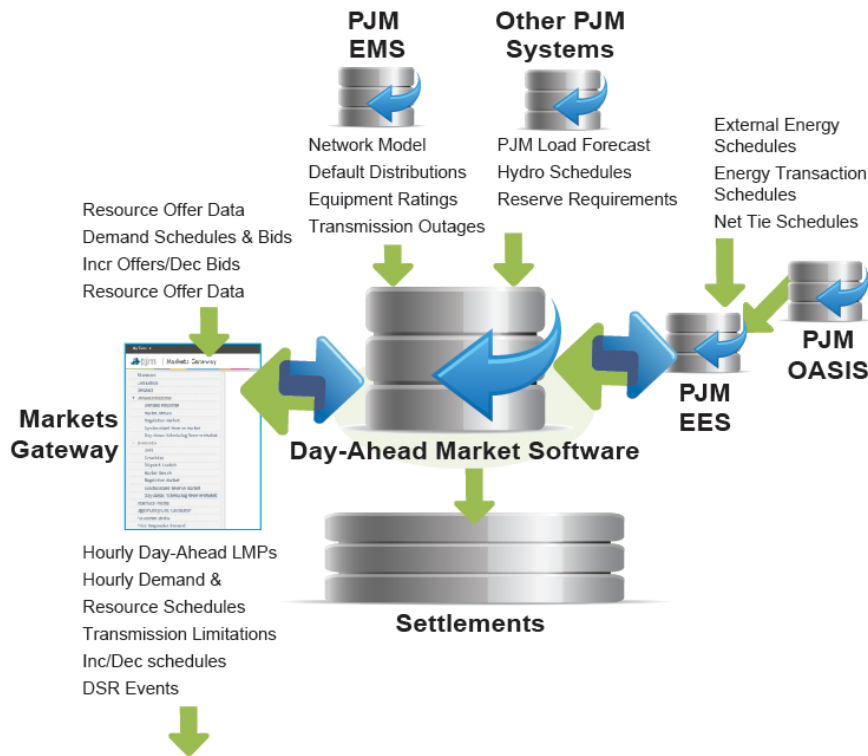 PJM
EMS
Other PJM
Systems
Network Model
Default Distributions
Equipment Ratings
Transmission Outages
PJM Load Forecast
Hydro Schedules
Reserve Requirements
External Energy
Schedules
Energy Transaction
Schedules
Net Tie Schedules
Resource Offer Data
Demand Schedules & Bids
Incr Offers/Dec Bids
Resource Offer Data
pjm Markets Gateway
Markets
Gateway
Day-Ahead Market Software
PJM
EES
PJM
OASIS
Settlements
Hourly Day-Ahead LMPs
Hourly Demand &
Resource Schedules
Transmission Limitations
Inc/Dec schedules
DSR Events